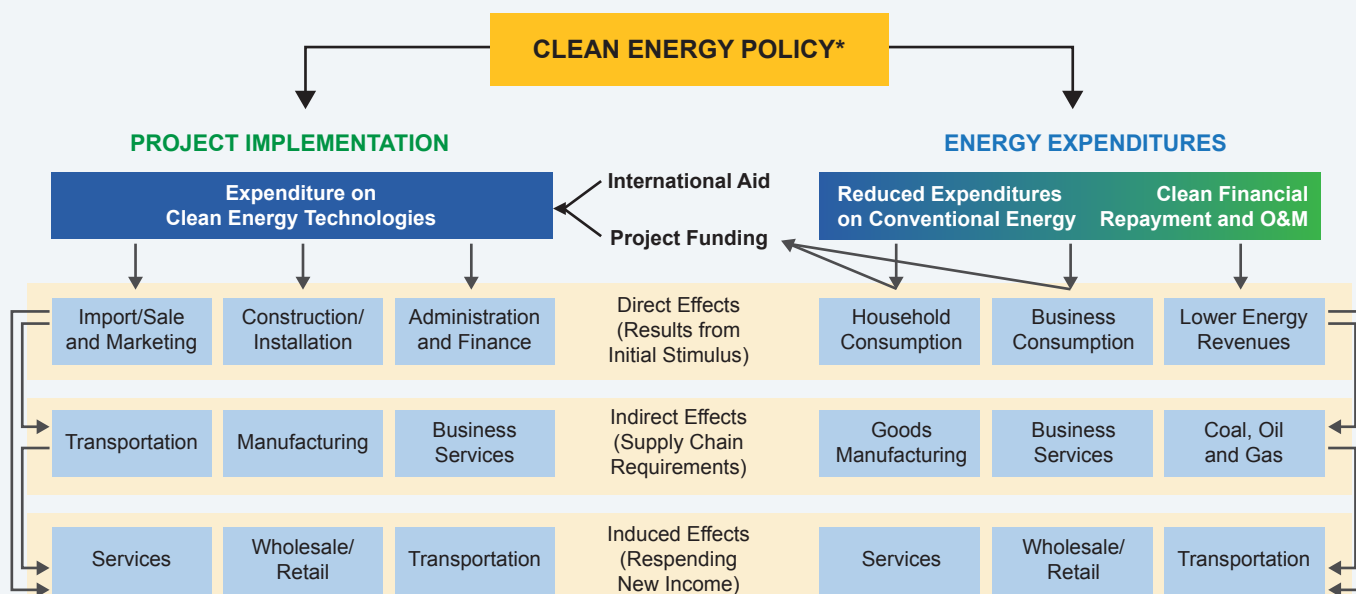 CLEAN ENERGY POLICY*
PROJECT IMPLEMENTATION
Expenditure on
Clean Energy Technologies
International Aid
Project Funding
ENERGY EXPENDITURES
Reduced Expenditures
on Conventional Energy
Clean Financial
Repayment and O&M
Import/Sale
and Marketing
Construction/
Installation
Administration
and Finance
Direct Effects
(Results from
Initial Stimulus)
Household
Consumption
Business
Consumption
Lower Energy
Revenues
Transportation
Manufacturing
Business
Services
Indirect Effects
(Supply Chain
Requirements)
Goods
Manufacturing
Business
Services
Coal, Oil
and Gas
Services
Wholesale/
Retail
Transportation
Induced Effects
(Respending
New Income)
Services
Wholesale/
Retail
Transportation